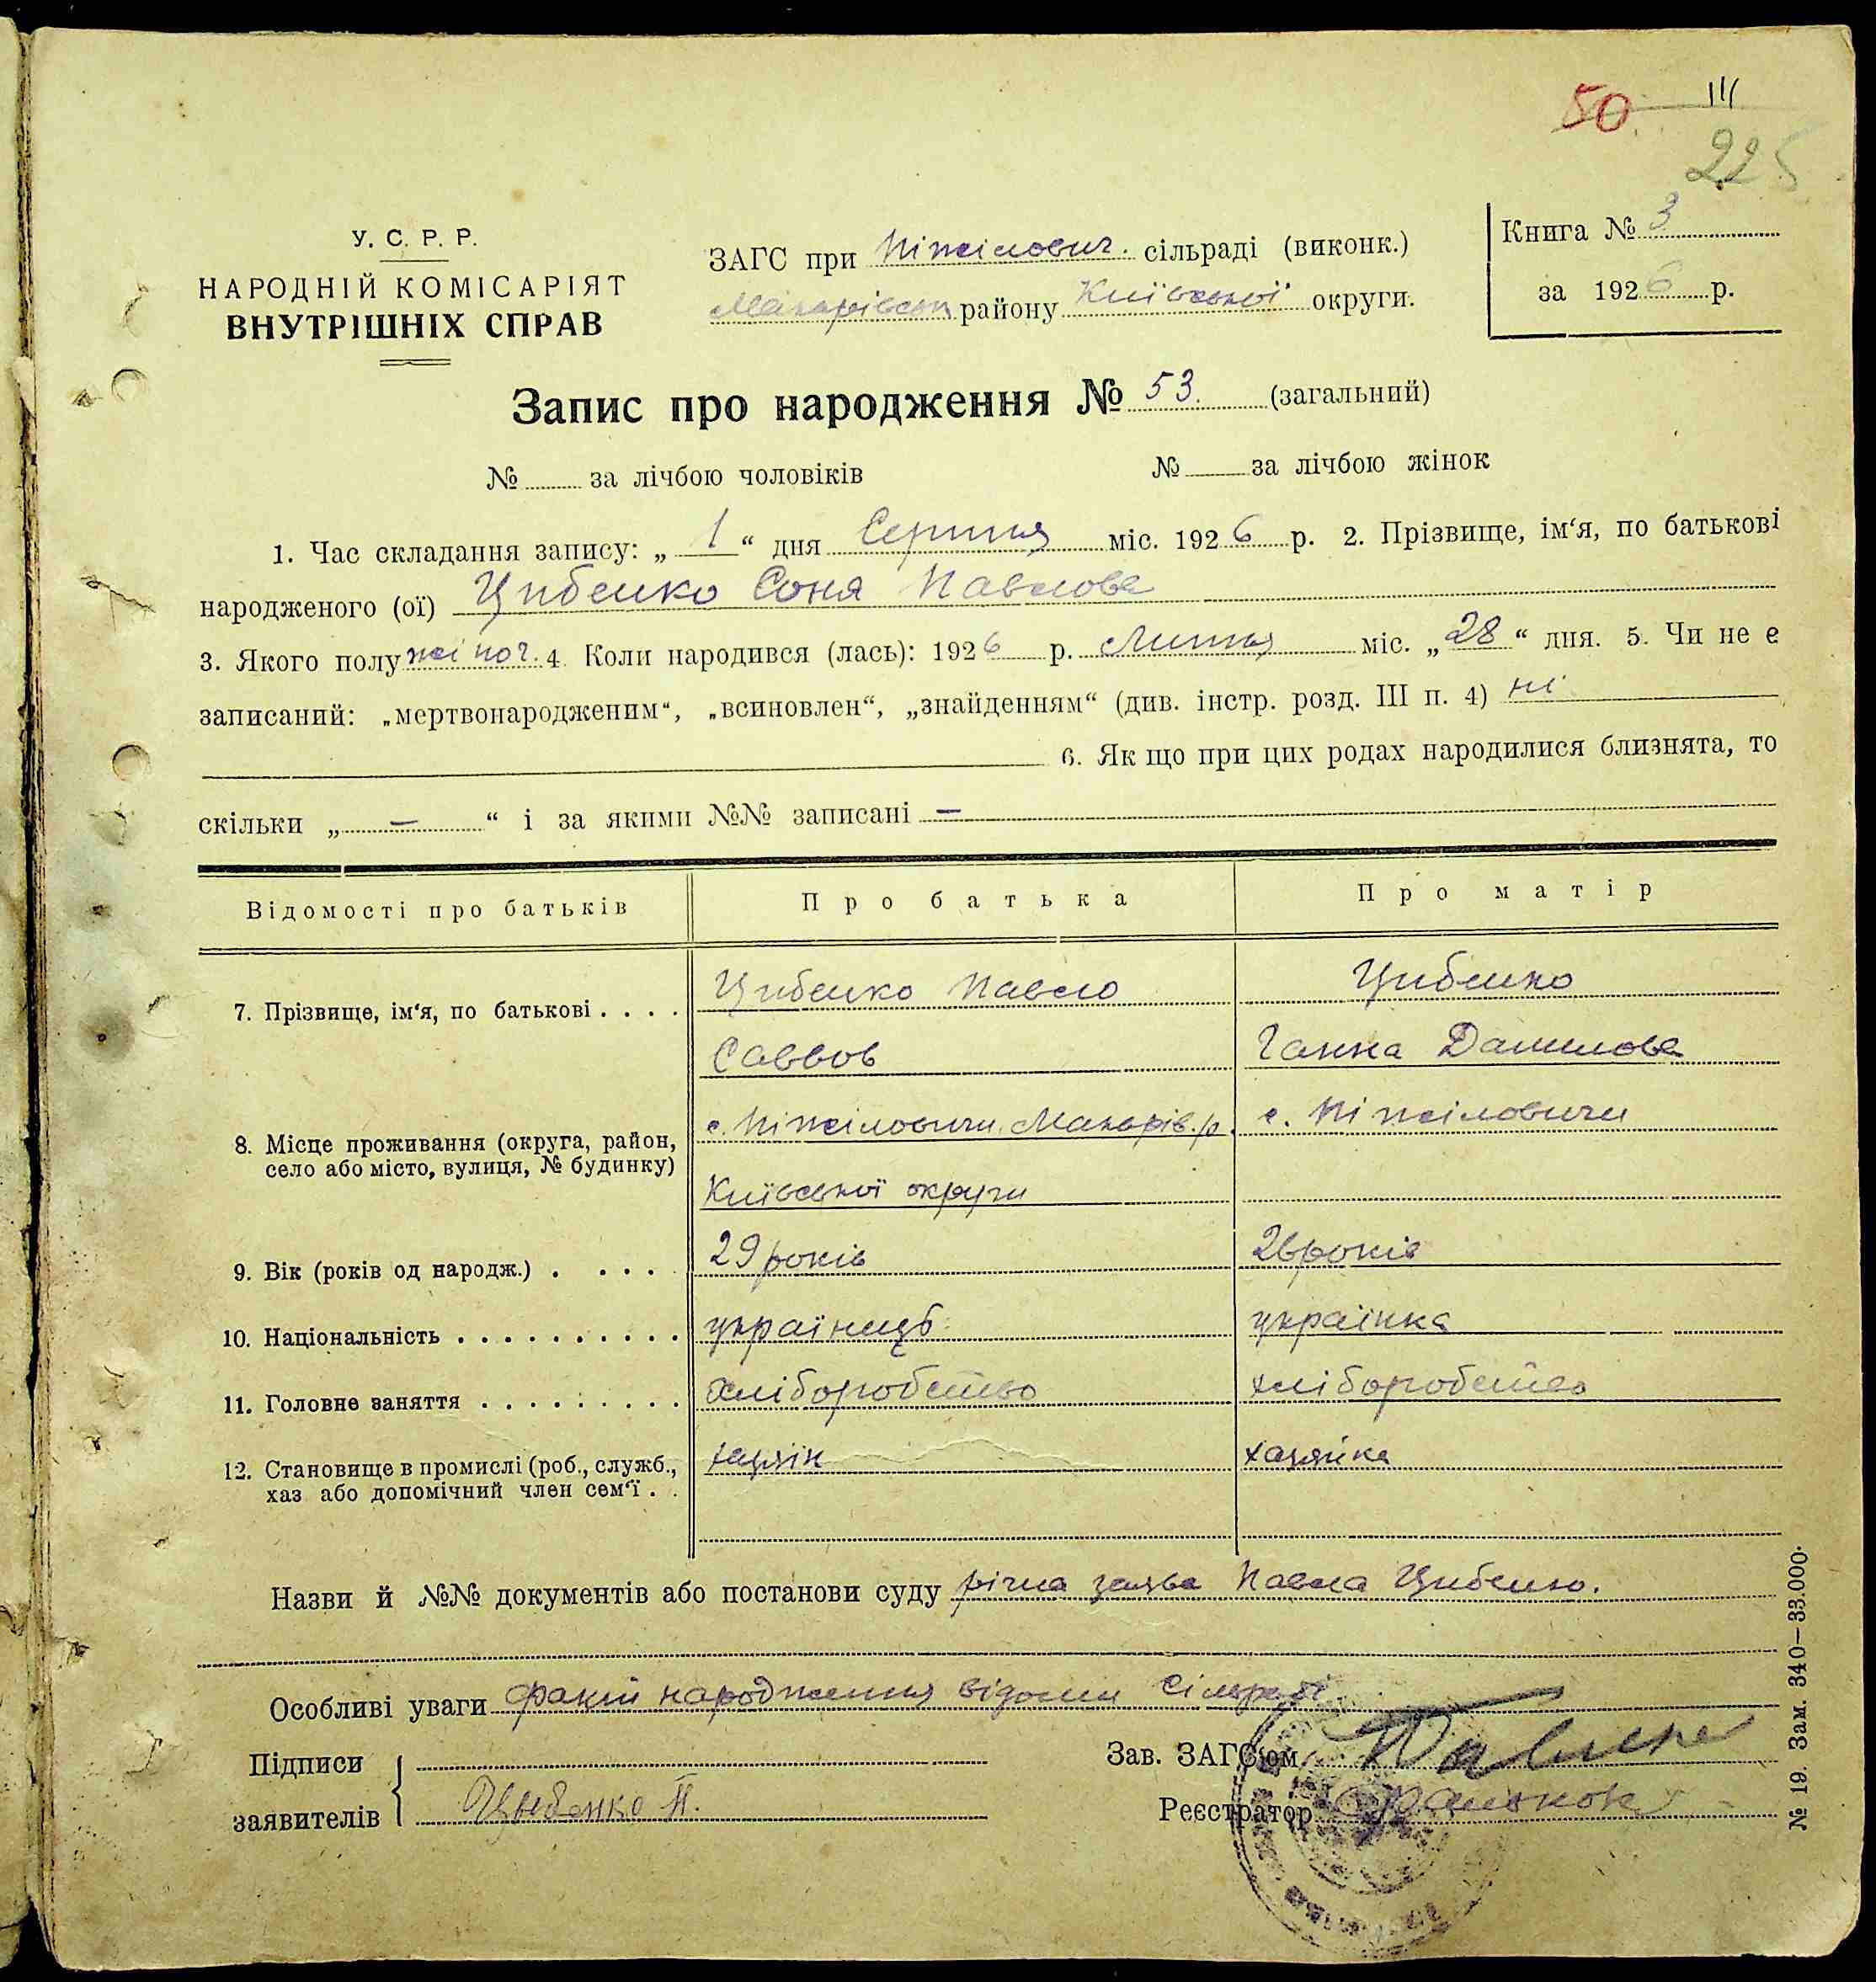 50 111
225
У. С. Р. Р.
НАРОДНІЙ КОМІСАРІЯТ
ВНУТРІШНІХ СПРАВ
ЗАГС при Ніжілович. сільраді (виконк.)
Макарівськ району Київської округи.
Книга № 3
за 1926 р.
Запис про народження № 53. (загальний)
№ за лічбою чоловіків № за лічбою жінок
1. Час складання запису: „ 1 “ дня Серпня міс. 1926 р. 2. Прізвище, ім‘я, по батькові
народженого (ої) Цибенко Соня Павлова
3. Якого полу жіноч. 4 Коли народився (лась): 1926 р. Липня міс. „28“ дня. 5. Чи не є
записаний: „мертвонародженим“, „всиновлен“, „знайденням“ (див. інстр. розд. III п. 4) ні
6. Як що при цих родах народилися близнята, то
скільки „ — “ і за якими №№ записані —
Відомості про батьків Про батька Про матір
7. Прізвище, ім‘я, по батькові . . . . Цибенко Павло Цибенко
Саввов Ганна Данилова
8. Місце проживання (округа, район, село або місто, вулиця, № будинку) с. Ніжіловичи Макарів. р. с. Ніжіловичи
Київської округи
9. Вік (років од народж.) . . . . 29 років 26 років
10. Національність . . . . . . . . . . українець українка
11. Головне заняття . . . . . . . . . хліборобство хліборобство
12. Становище в промислі (роб., служб., хазяїн хазяйка
хаз або допомічний член сем‘ї . .
Назви й №№ документів або постанови суду річна заява Павла Цибенко.
Особливі уваги факт народження відомий сільраді
Підписи
заявителів Цыбенко П.
Зав. ЗАГС‘ом
Реєстратор
№ 19. Зам. 340—33.000.